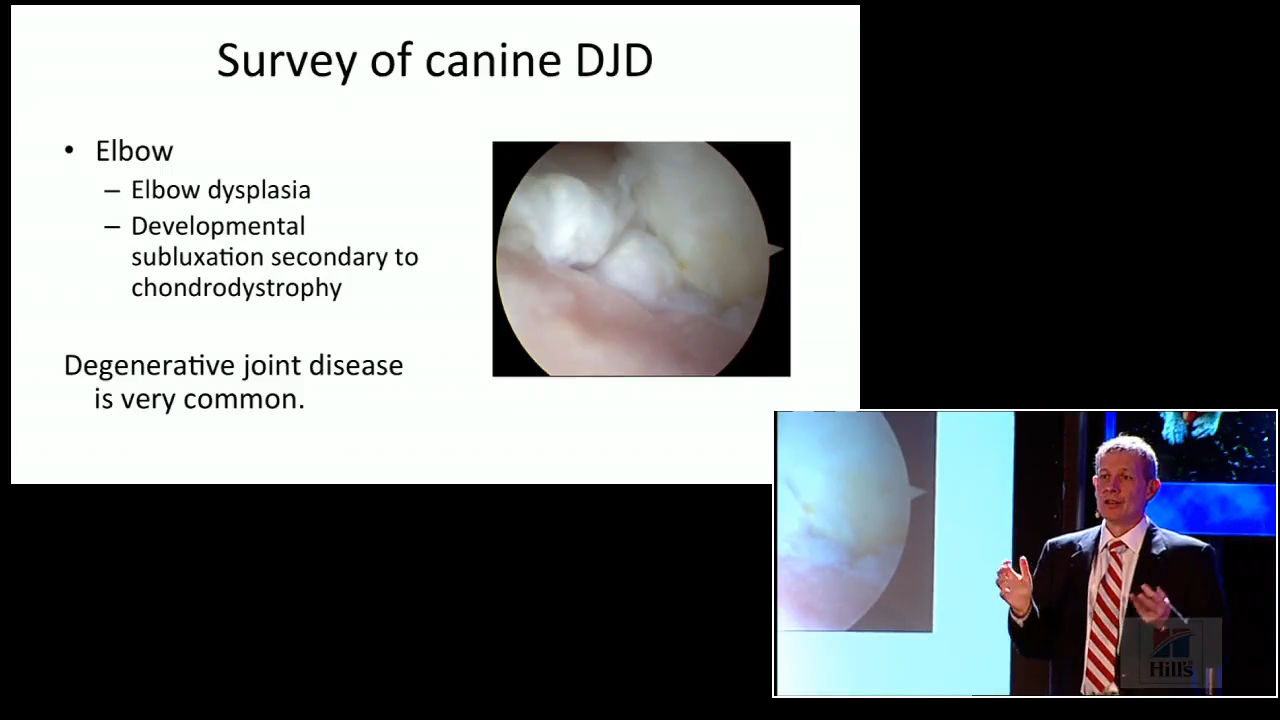 Survey of canine DJD
• Elbow
– Elbow dysplasia
– Developmental
subluxation secondary to
chondrodystrophy
Degenerative joint disease
is very common.
Hill's